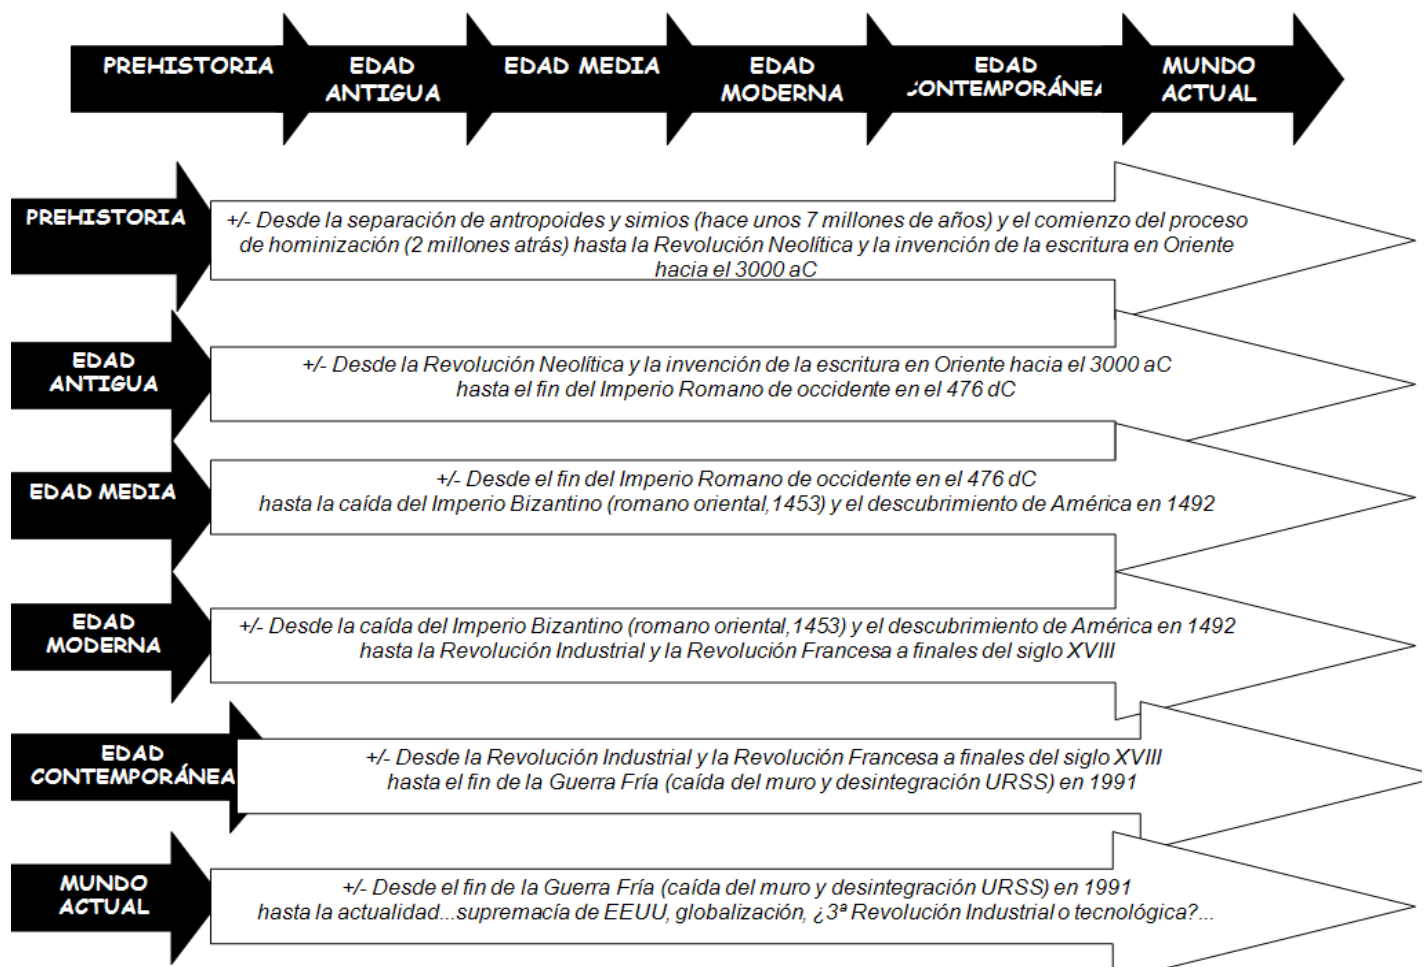 PREHISTORIA
EDAD
ANTIGUA
EDAD MEDIA
EDAD
MODERNA
EDAD
CONTEMPORÁNEA
MUNDO
ACTUAL
PREHISTORIA
+/- Desde la separación de antropoides y simios (hace unos 7 millones de años) y el comienzo del proceso
de hominización (2 millones atrás) hasta la Revolución Neolítica y la invención de la escritura en Oriente
hacia el 3000 aC
EDAD
ANTIGUA
+/- Desde la Revolución Neolítica y la invención de la escritura en Oriente hacia el 3000 aC
hasta el fin del Imperio Romano de occidente en el 476 dC
EDAD MEDIA
+/- Desde el fin del Imperio Romano de occidente en el 476 dC
hasta la caída del Imperio Bizantino (romano oriental,1453) y el descubrimiento de América en 1492
EDAD
MODERNA
+/- Desde la caída del Imperio Bizantino (romano oriental,1453) y el descubrimiento de América en 1492
hasta la Revolución Industrial y la Revolución Francesa a finales del siglo XVIII
EDAD
CONTEMPORÁNEA
+/- Desde la Revolución Industrial y la Revolución Francesa a finales del siglo XVIII
hasta el fin de la Guerra Fría (caída del muro y desintegración URSS) en 1991
MUNDO
ACTUAL
+/- Desde el fin de la Guerra Fría (caída del muro y desintegración URSS) en 1991
hasta la actualidad...supremacía de EEUU, globalización, ¿3ª Revolución Industrial o tecnológica?...